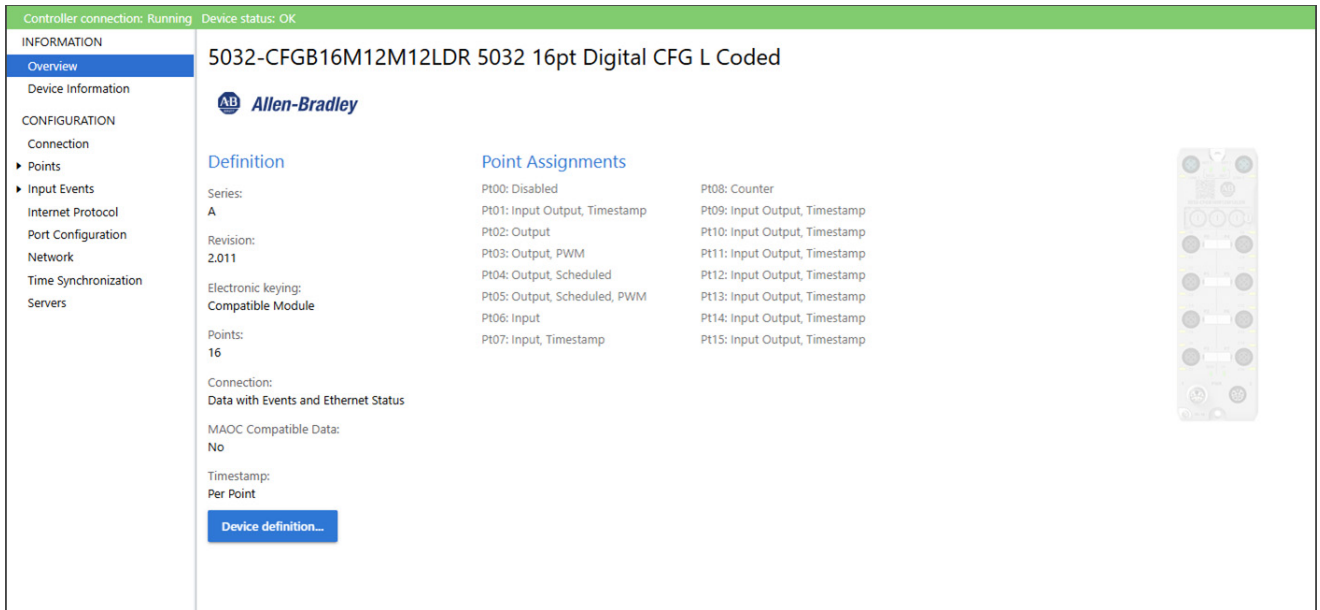 Controller connection: Running Device status: OK
INFORMATION
Overview
Device Information
CONFIGURATION
Connection
Points
Input Events
Internet Protocol
Port Configuration
Network
Time Synchronization
Servers
5032-CFGB16M12M12LDR 5032 16pt Digital CFG L Coded
AB Allen-Bradley
Definition
Series:
A
Revision:
2.011
Electronic keying:
Compatible Module
Points:
16
Connection:
Data with Events and Ethernet Status
MAOC Compatible Data:
No
Timestamp:
Per Point
Device definition...
Point Assignments
Pt00: Disabled
Pt01: Input Output, Timestamp
Pt02: Output
Pt03: Output, PWM
Pt04: Output, Scheduled
Pt05: Output, Scheduled, PWM
Pt06: Input
Pt07: Input, Timestamp
Pt08: Counter
Pt09: Input Output, Timestamp
Pt10: Input Output, Timestamp
Pt11: Input Output, Timestamp
Pt12: Input Output, Timestamp
Pt13: Input Output, Timestamp
Pt14: Input Output, Timestamp
Pt15: Input Output, Timestamp